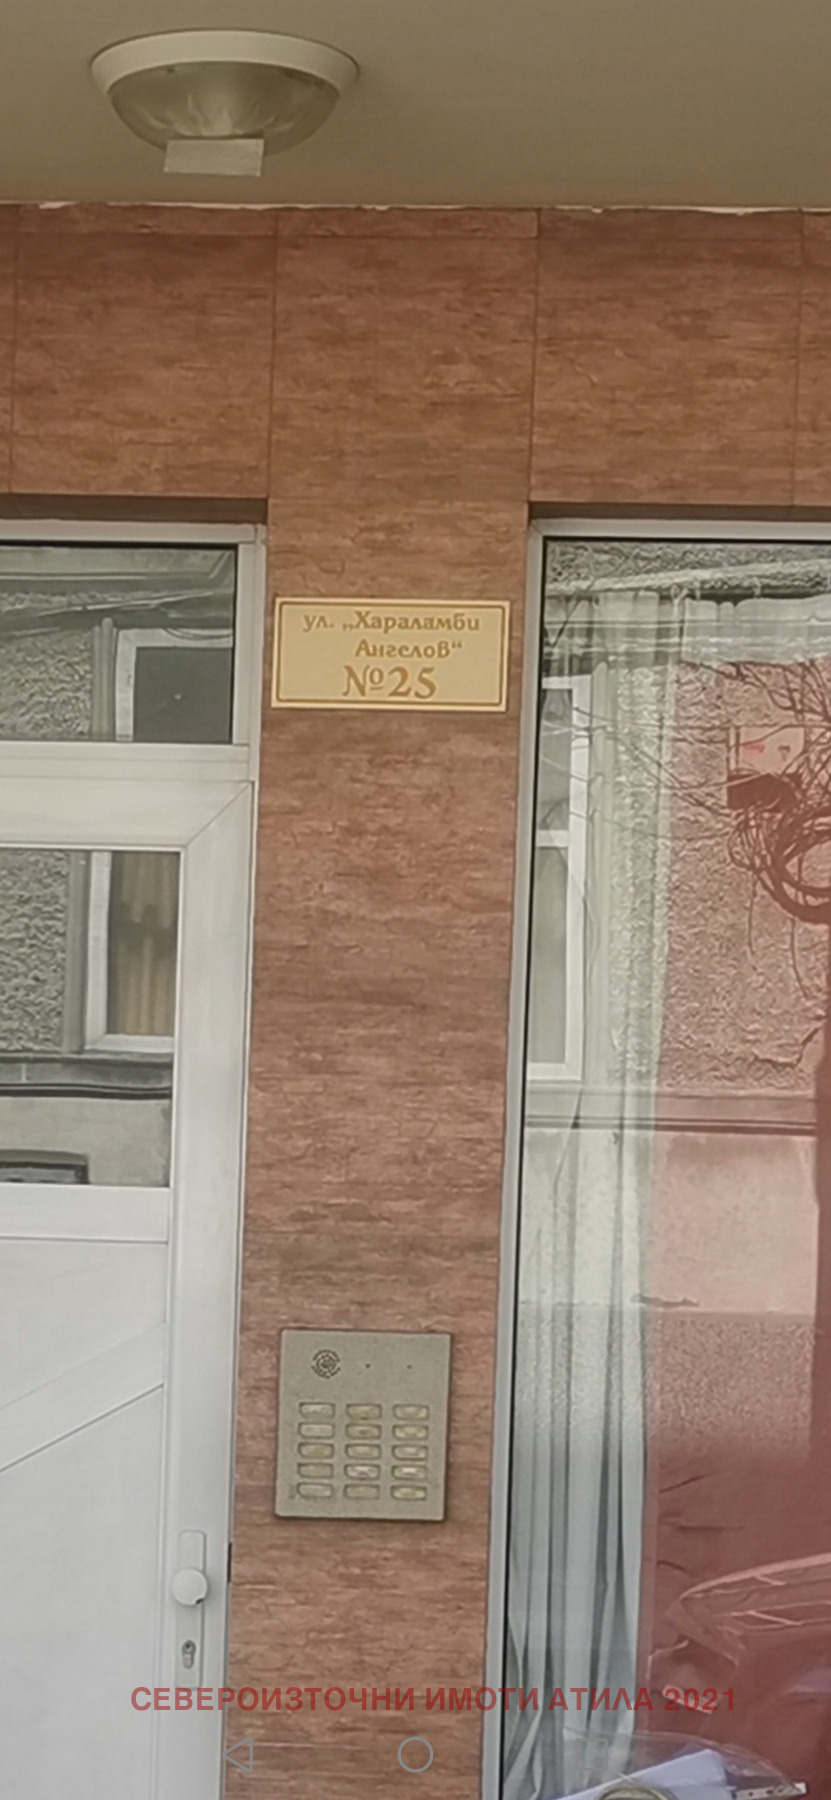 ул. „Хараламби
Ангелов“
№25
СЕВЕРОИЗТОЧНИ ИМОТИ АТИЛА 2021